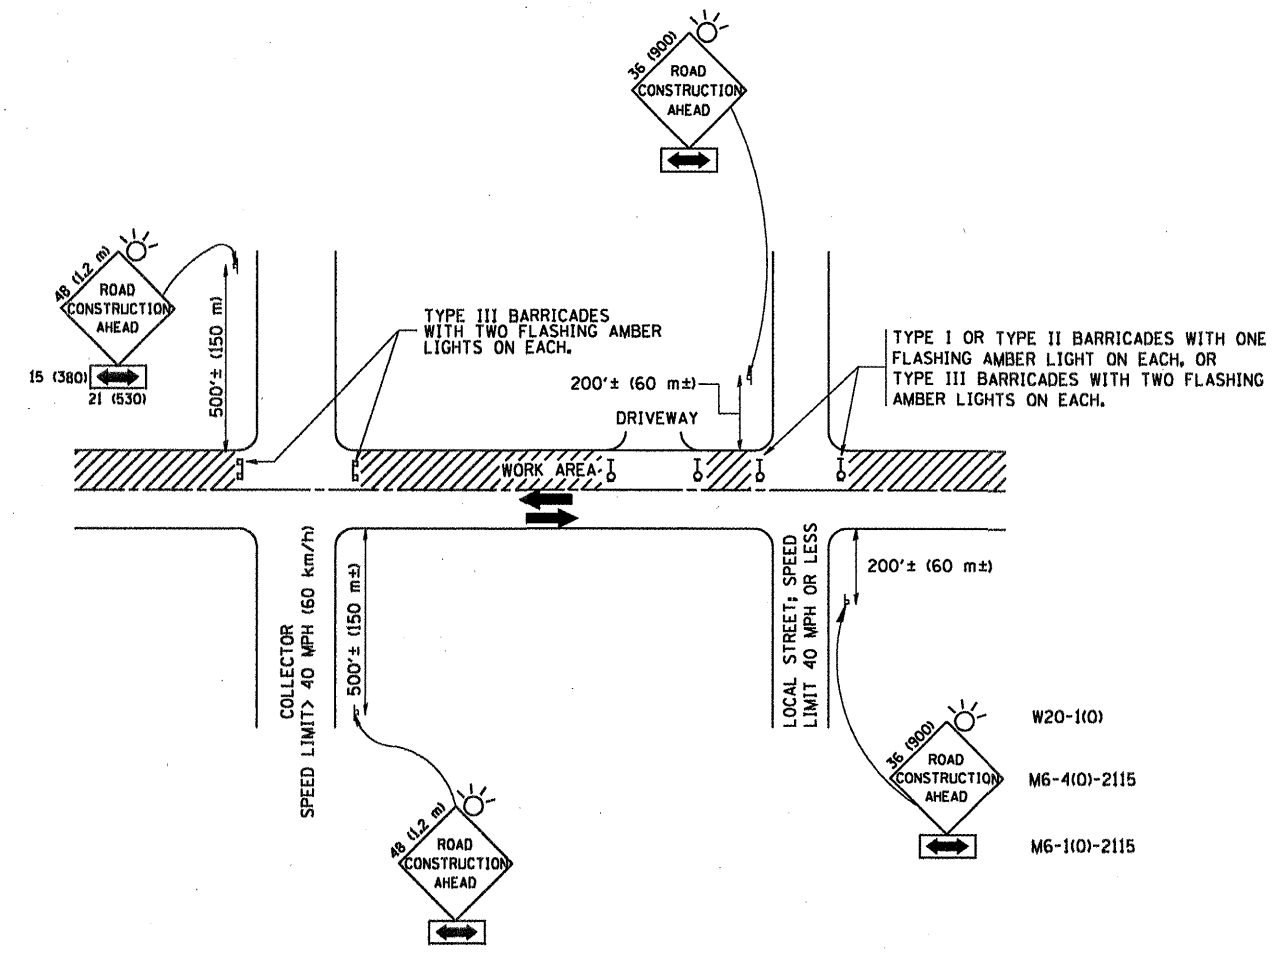 36 (900)
ROAD
CONSTRUCTION
AHEAD
48 (1.2 m)
ROAD
CONSTRUCTION
AHEAD
15 (380)
21 (530)
500'± (150 m)
TYPE III BARRICADES
WITH TWO FLASHING AMBER
LIGHTS ON EACH.
200'± (60 m±)
DRIVEWAY
TYPE I OR TYPE II BARRICADES WITH ONE
FLASHING AMBER LIGHT ON EACH, OR
TYPE III BARRICADES WITH TWO FLASHING
AMBER LIGHTS ON EACH.
WORK AREA
COLLECTOR
SPEED LIMIT> 40 MPH (60 km/h)
500'± (150 m±)
LOCAL STREET; SPEED
LIMIT 40 MPH OR LESS
200'± (60 m±)
48 (1.2 m)
ROAD
CONSTRUCTION
AHEAD
36 (900)
ROAD
CONSTRUCTION
AHEAD
W20-1(O)
M6-4(O)-2115
M6-1(O)-2115